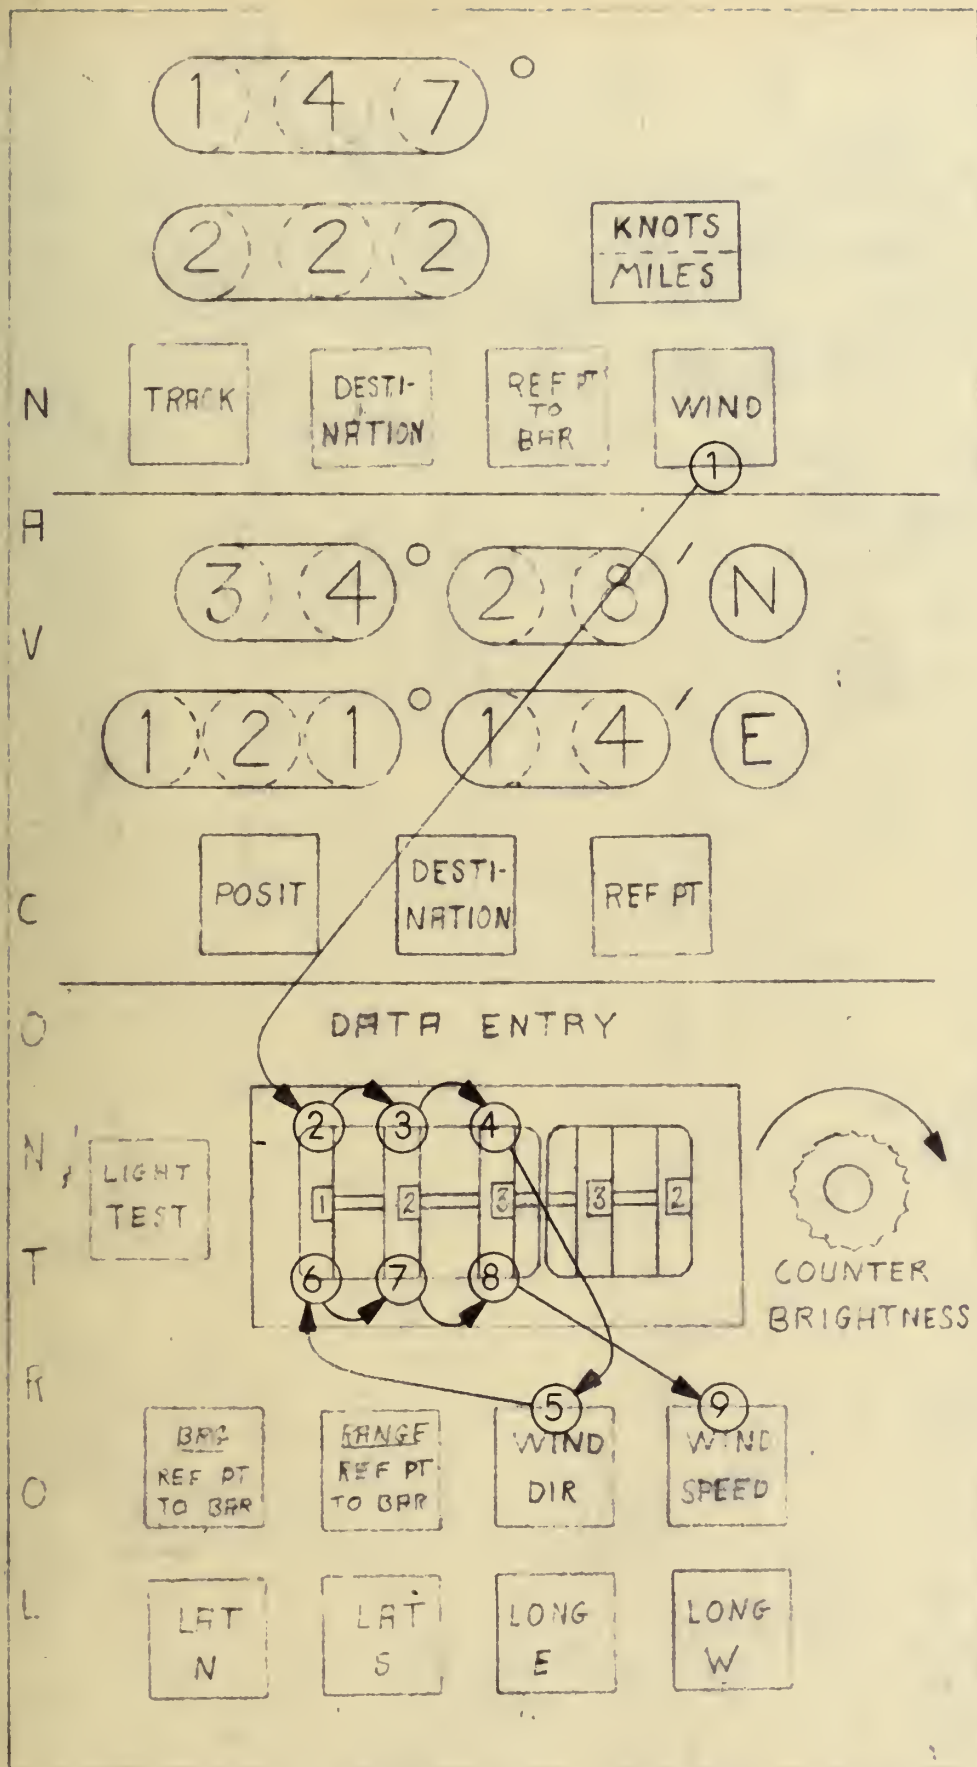 147°
222
KNOTS
MILES
TRACK
DESTI-
NATION
REF PT
TO
BAR
WIND
1
34° 28′ N
121° 14′ E
POSIT
DESTI-
NATION
REF PT
DATA ENTRY
2 3 4
LIGHT
TEST
1 2 3 3 2
6 7 8
COUNTER
BRIGHTNESS
5 9
BRG
REF PT
TO BAR
RANGE
REF PT
TO BAR
WIND
DIR
WIND
SPEED
LAT
N
LAT
S
LONG
E
LONG
W
NAV CONTROL